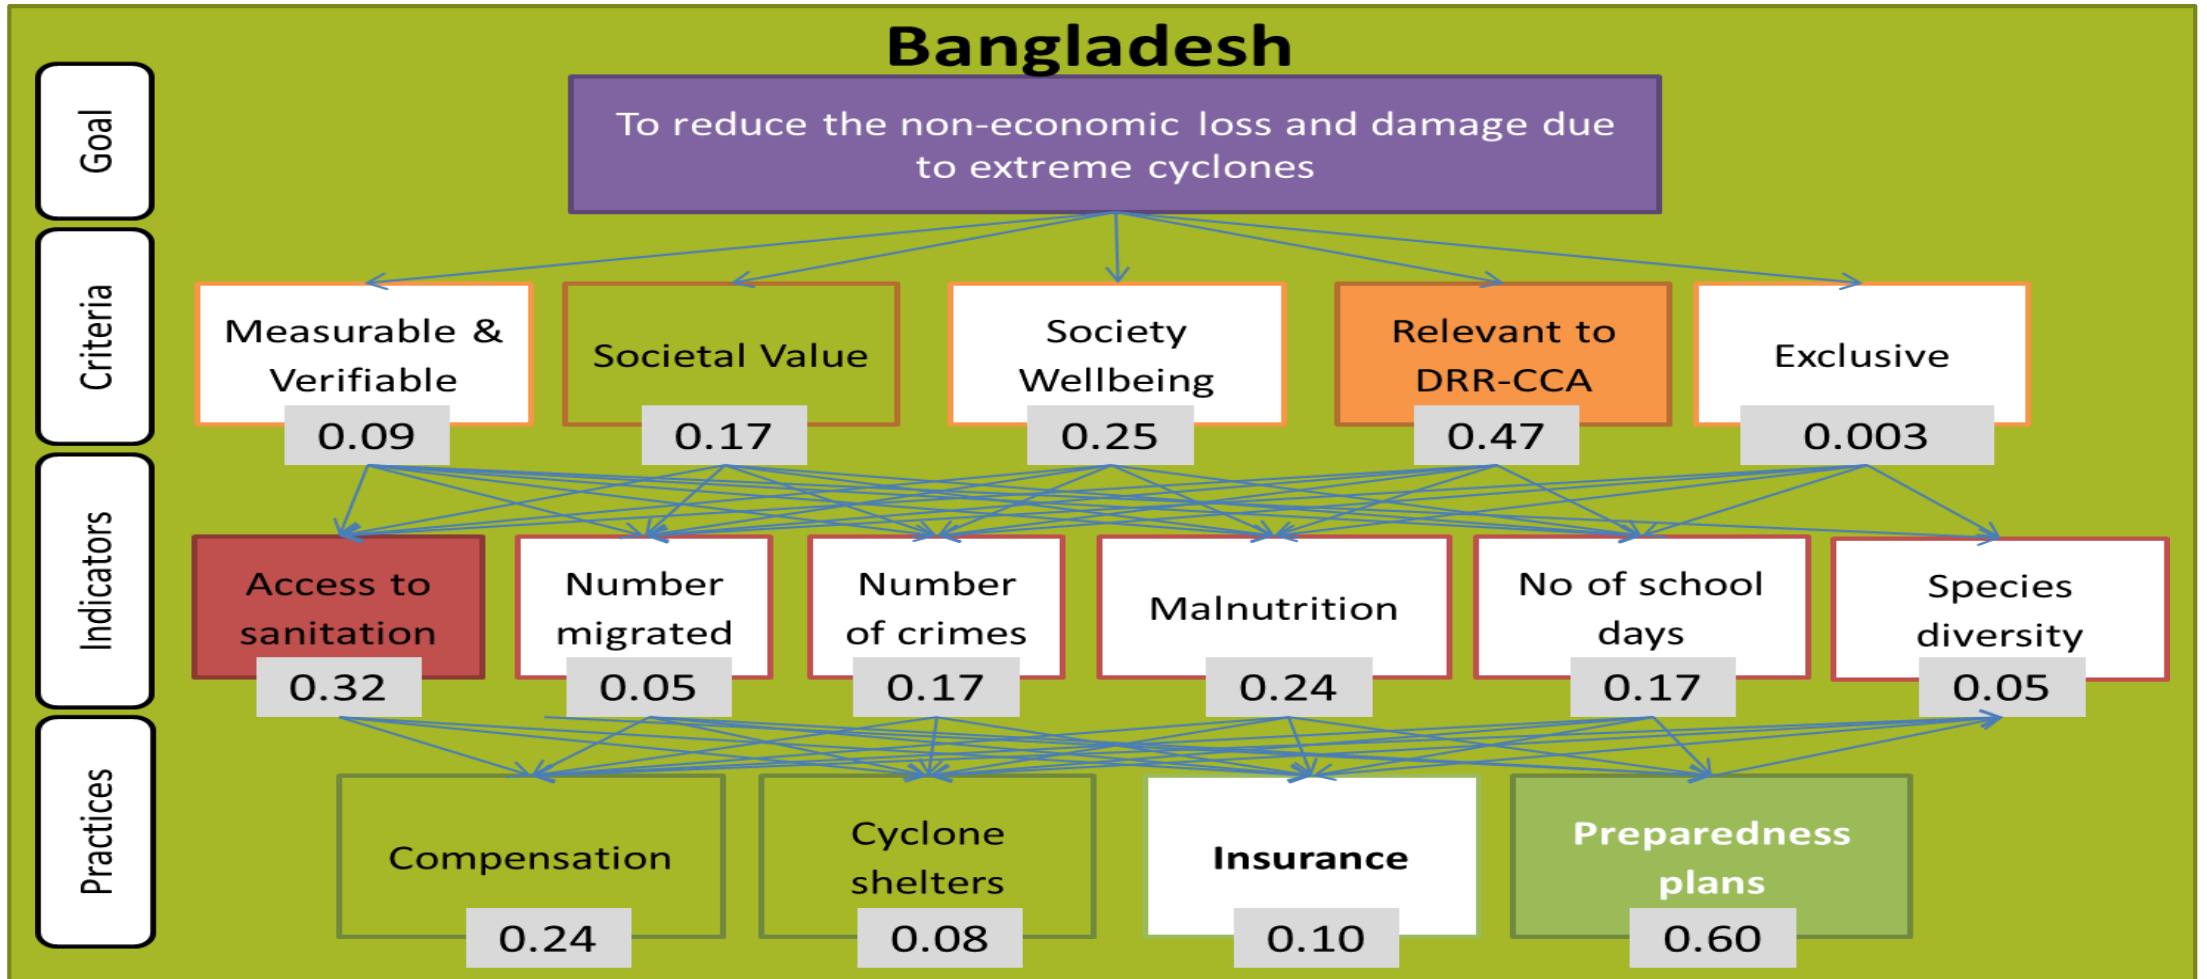 Bangladesh
Goal
To reduce the non-economic loss and damage due
to extreme cyclones
Criteria
Measurable &
Verifiable
0.09
Societal Value
0.17
Society
Wellbeing
0.25
Relevant to
DRR-CCA
0.47
Exclusive
0.003
Indicators
Access to
sanitation
0.32
Number
migrated
0.05
Number
of crimes
0.17
Malnutrition
0.24
No of school
days
0.17
Species
diversity
0.05
Practices
Compensation
0.24
Cyclone
shelters
0.08
Insurance
0.10
Preparedness
plans
0.60